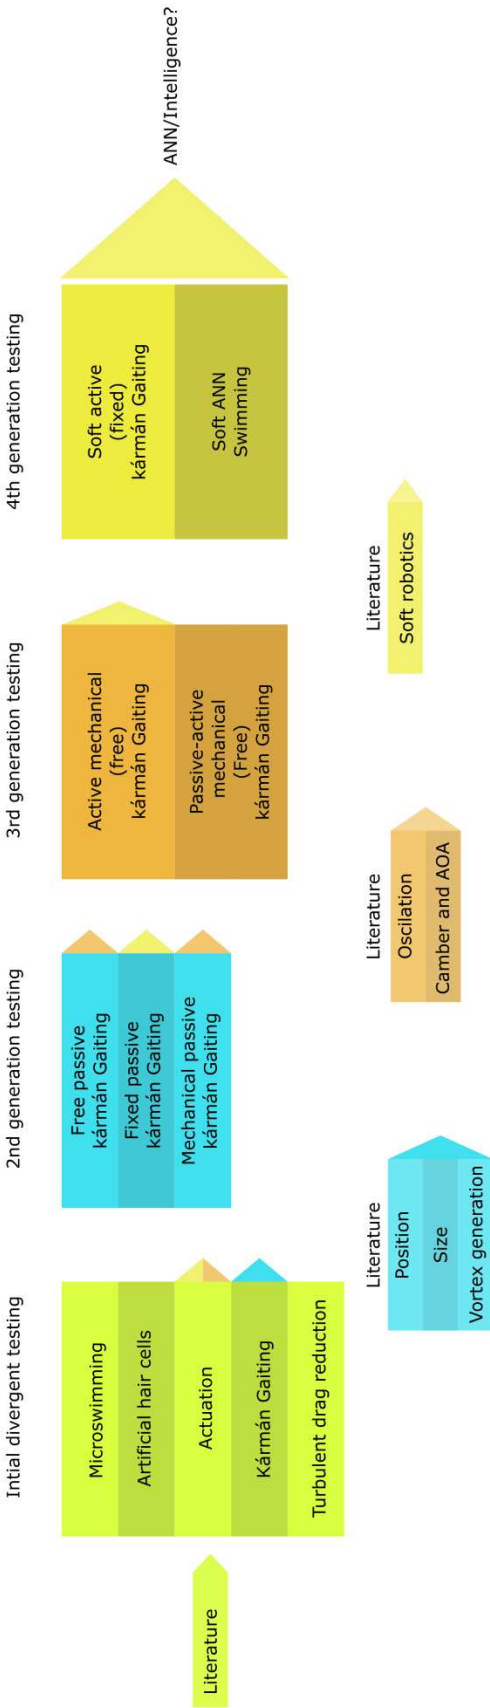 Literature
Intial divergent testing
Microswimming
Artificial hair cells
Actuation
Kármán Gaiting
Turbulent drag reduction
Literature
Position
Size
Vortex generation
2nd generation testing
Free passive
kármán Gaiting
Fixed passive
kármán Gaiting
Mechanical passive
kármán Gaiting
Literature
Oscilation
Camber and AOA
3rd generation testing
Active mechanical
(free)
kármán Gaiting
Passive-active
mechanical
(Free)
kármán Gaiting
Literature
Soft robotics
4th generation testing
Soft active
(fixed)
kármán Gaiting
Soft ANN
Swimming
ANN/Intelligence?